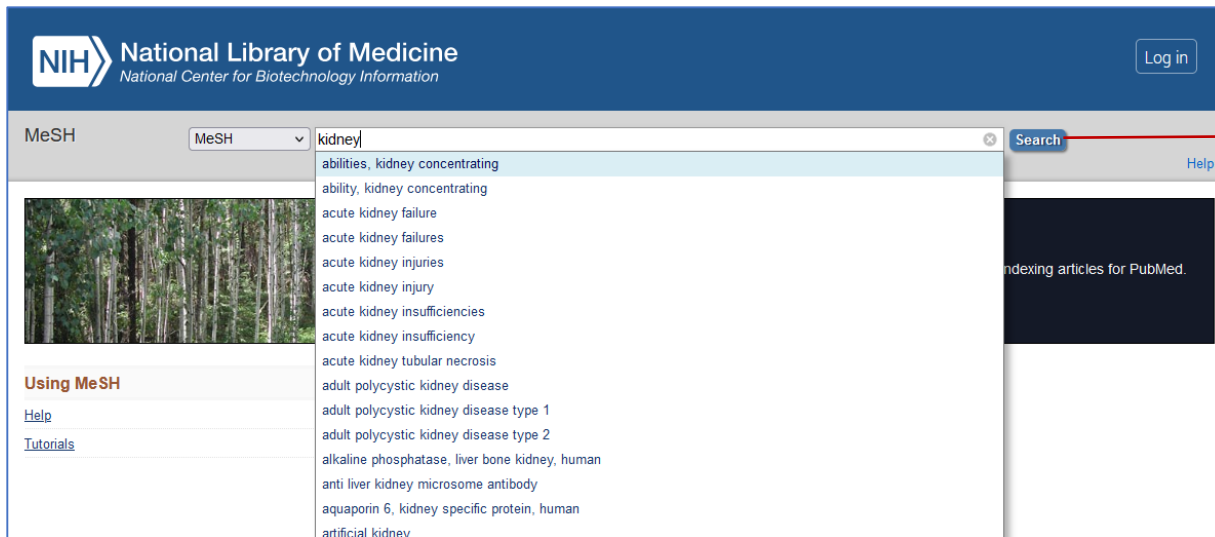 NIH National Library of Medicine
National Center for Biotechnology Information
Log in
MeSH MeSH kidney Search
Help
abilities, kidney concentrating
ability, kidney concentrating
acute kidney failure
acute kidney failures
acute kidney injuries
acute kidney injury
acute kidney insufficiencies
acute kidney insufficiency
acute kidney tubular necrosis
adult polycystic kidney disease
adult polycystic kidney disease type 1
adult polycystic kidney disease type 2
alkaline phosphatase, liver bone kidney, human
anti liver kidney microsome antibody
aquaporin 6, kidney specific protein, human
artificial kidney
ndexing articles for PubMed.
Using MeSH
Help
Tutorials